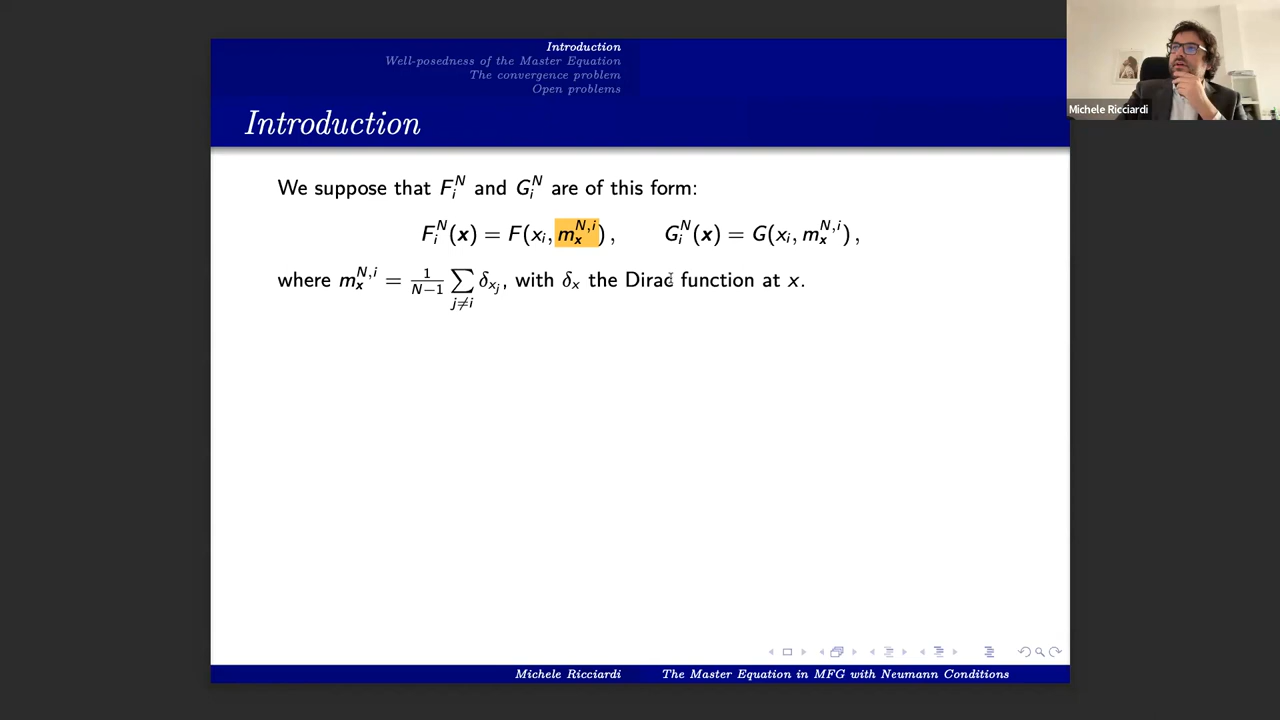 Introduction
Well-posedness of the Master Equation
The convergence problem
Open problems
Introduction
Michele Ricciardi
We suppose that F_i^N and G_i^N are of this form:
F_i^N(x) = F(x_i, m_x^{N,i}) , G_i^N(x) = G(x_i, m_x^{N,i}) ,
where m_x^{N,i} = \frac{1}{N-1} \sum_{j≠i} δ_{x_j}, with δ_x the Dirac function at x.
Michele Ricciardi The Master Equation in MFG with Neumann Conditions